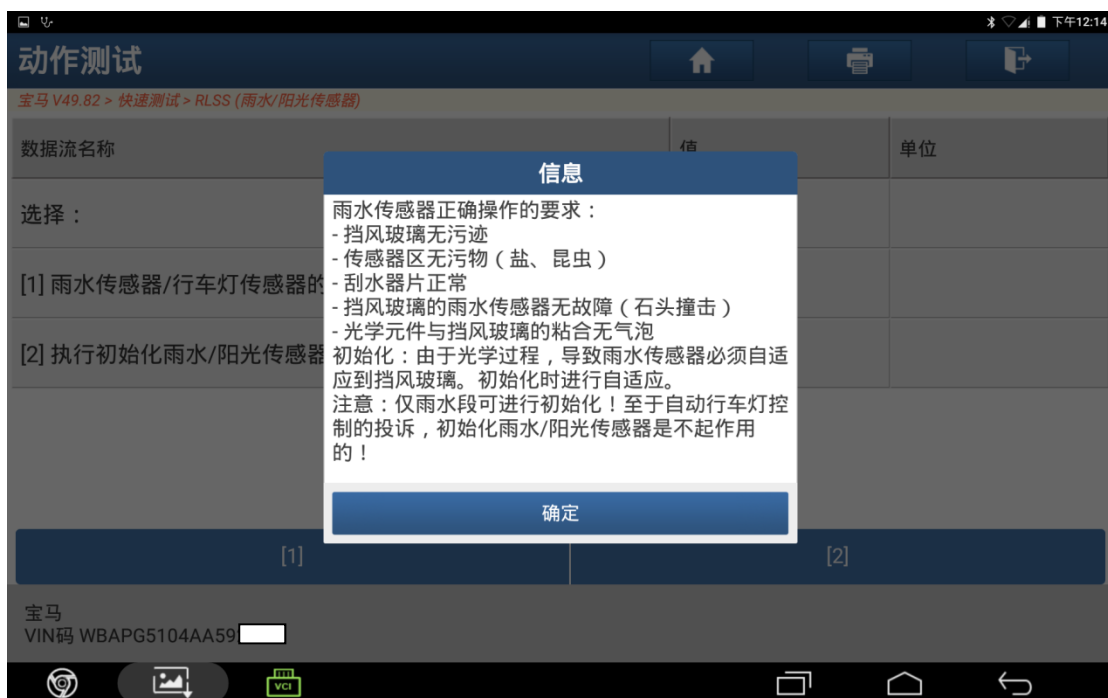 下午12:14
动作测试
宝马 V49.82 > 快速测试 > RLSS (雨水/阳光传感器)
数据流名称
值
单位
选择：
[1] 雨水传感器/行车灯传感器的
[2] 执行初始化雨水/阳光传感器
信息
雨水传感器正确操作的要求：
- 挡风玻璃无污迹
- 传感器区无污物（盐、昆虫）
- 刮水器片正常
- 挡风玻璃的雨水传感器无故障（石头撞击）
- 光学元件与挡风玻璃的粘合无气泡
初始化：由于光学过程，导致雨水传感器必须自适
应到挡风玻璃。初始化时进行自适应。
注意：仅雨水段可进行初始化！至于自动行车灯控
制的投诉，初始化雨水/阳光传感器是不起作用
的！
确定
[1]
[2]
宝马
VIN码 WBAPG5104AA59
VCI